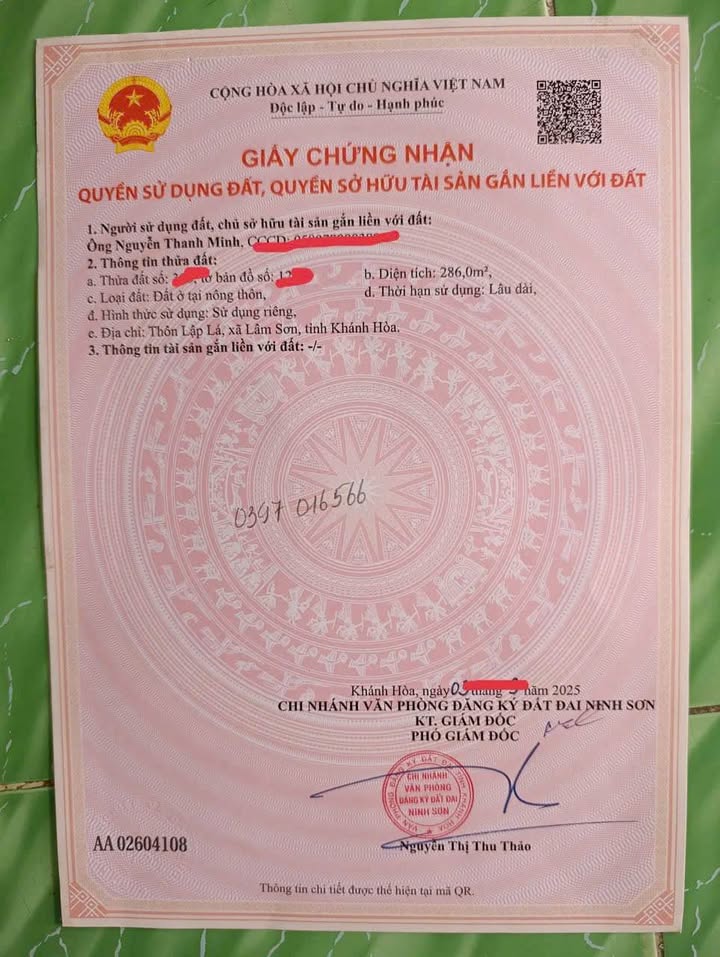 CỘNG HÒA XÃ HỘI CHỦ NGHĨA VIỆT NAM
Độc lập - Tự do - Hạnh phúc
GIẤY CHỨNG NHẬN
QUYỀN SỬ DỤNG ĐẤT, QUYỀN SỞ HỮU TÀI SẢN GẮN LIỀN VỚI ĐẤT
1. Người sử dụng đất, chủ sở hữu tài sản gắn liền với đất:
Ông Nguyễn Thanh Minh, CCCD:
2. Thông tin thửa đất:
a. Thửa đất số: tờ bản đồ số:
b. Diện tích: 286,0m²,
c. Loại đất: Đất ở tại nông thôn,
d. Thời hạn sử dụng: Lâu dài,
đ. Hình thức sử dụng: Sử dụng riêng,
e. Địa chỉ: Thôn Lập Lá, xã Lâm Sơn, tỉnh Khánh Hòa.
3. Thông tin tài sản gắn liền với đất: -/-
0397 016566
Khánh Hòa, ngày 03 tháng năm 2025
CHI NHÁNH VĂN PHÒNG ĐĂNG KÝ ĐẤT ĐAI NINH SƠN
KT. GIÁM ĐỐC
PHÓ GIÁM ĐỐC
CHI NHÁNH
VĂN PHÒNG
ĐĂNG KÝ ĐẤT ĐAI
NINH SƠN
Nguyễn Thị Thu Thảo
AA 02604108
Thông tin chi tiết được thể hiện tại mã QR.